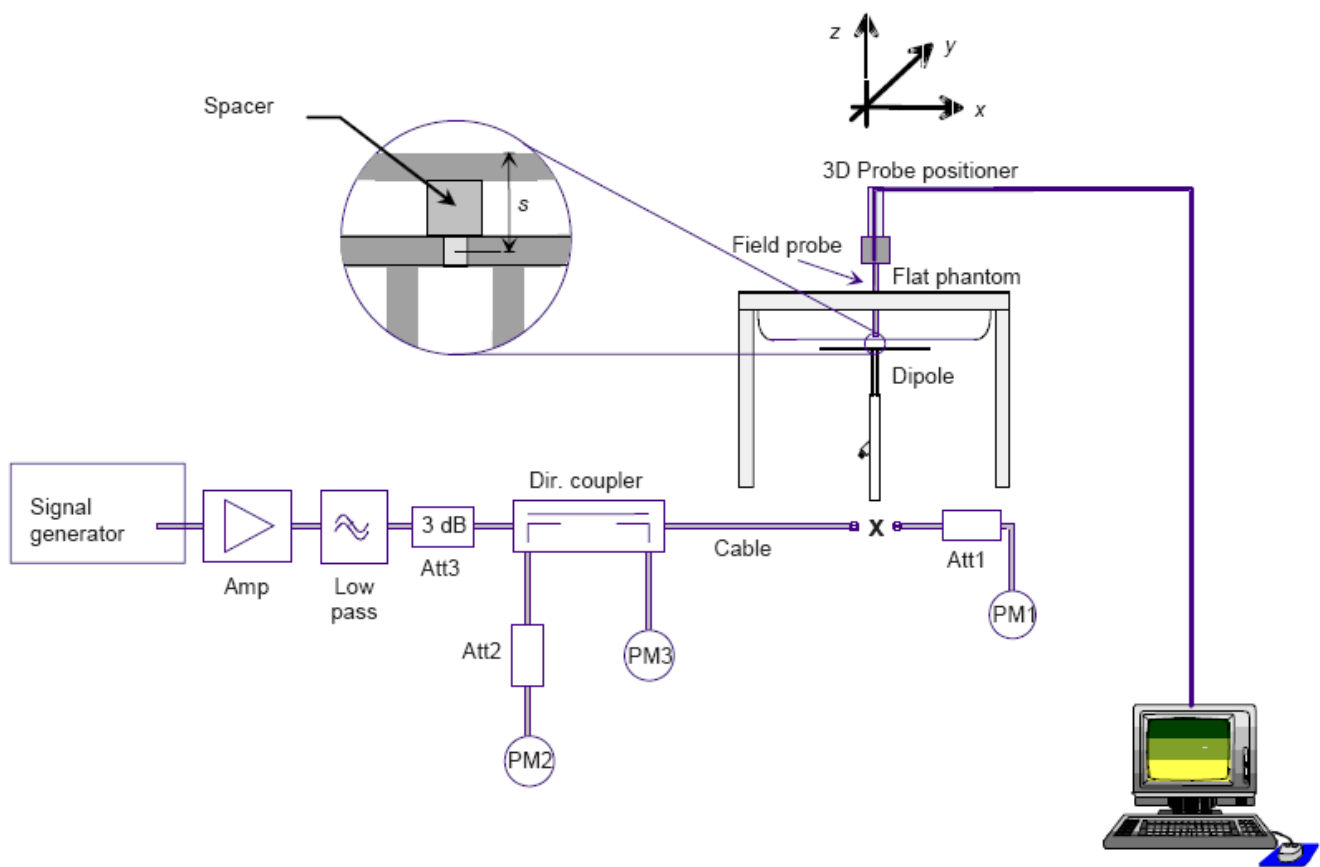 z
y
x
Spacer
s
3D Probe positioner
Field probe
Flat phantom
Dipole
Signal
generator
Amp
Low
pass
3 dB
Att3
Dir. coupler
Cable
X
Att1
PM1
Att2
PM3
PM2